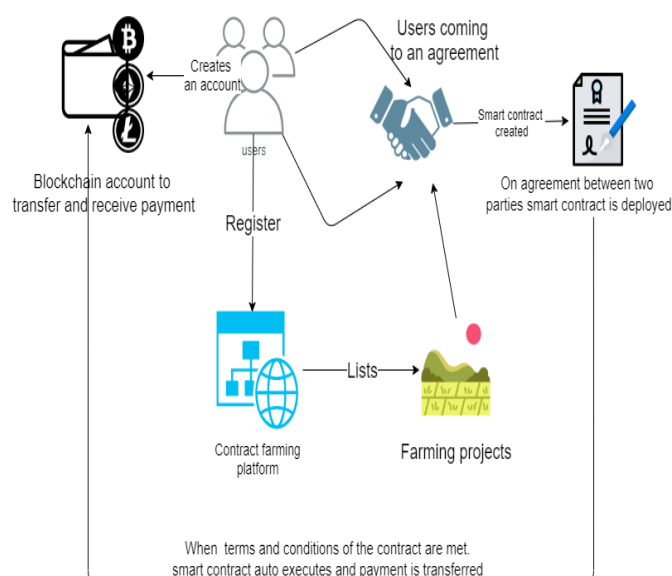 Users coming
to an agreement
Creates
an account
users
Smart contract
created
Blockchain account to
transfer and receive payment
On agreement between two
parties smart contract is deployed
Register
Lists
Contract farming
platform
Farming projects
When terms and conditions of the contract are met.
smart contract auto executes and payment is transferred